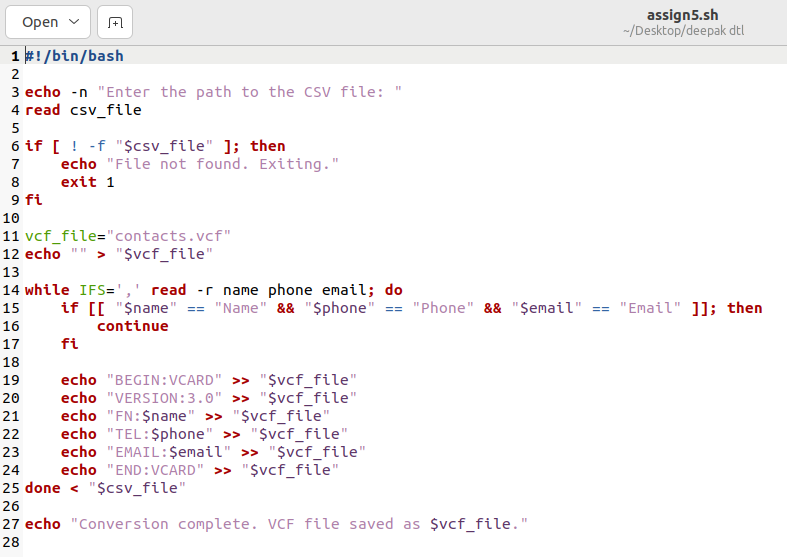 Open
assign5.sh
~/Desktop/deepak dtl
1 #!/bin/bash
2
3 echo -n "Enter the path to the CSV file: "
4 read csv_file
5
6 if [ ! -f "$csv_file" ]; then
7     echo "File not found. Exiting."
8     exit 1
9 fi
10
11 vcf_file="contacts.vcf"
12 echo "" > "$vcf_file"
13
14 while IFS=',' read -r name phone email; do
15     if [[ "$name" == "Name" && "$phone" == "Phone" && "$email" == "Email" ]]; then
16         continue
17     fi
18
19     echo "BEGIN:VCARD" >> "$vcf_file"
20     echo "VERSION:3.0" >> "$vcf_file"
21     echo "FN:$name" >> "$vcf_file"
22     echo "TEL:$phone" >> "$vcf_file"
23     echo "EMAIL:$email" >> "$vcf_file"
24     echo "END:VCARD" >> "$vcf_file"
25 done < "$csv_file"
26
27 echo "Conversion complete. VCF file saved as $vcf_file."
28